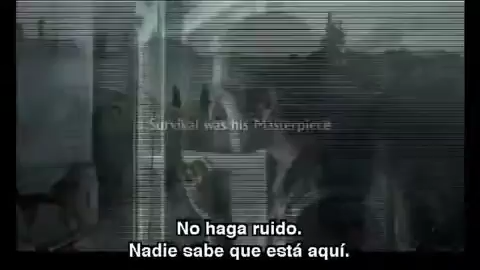 Survival was his Masterpiece
No haga ruido.
Nadie sabe que está aquí.